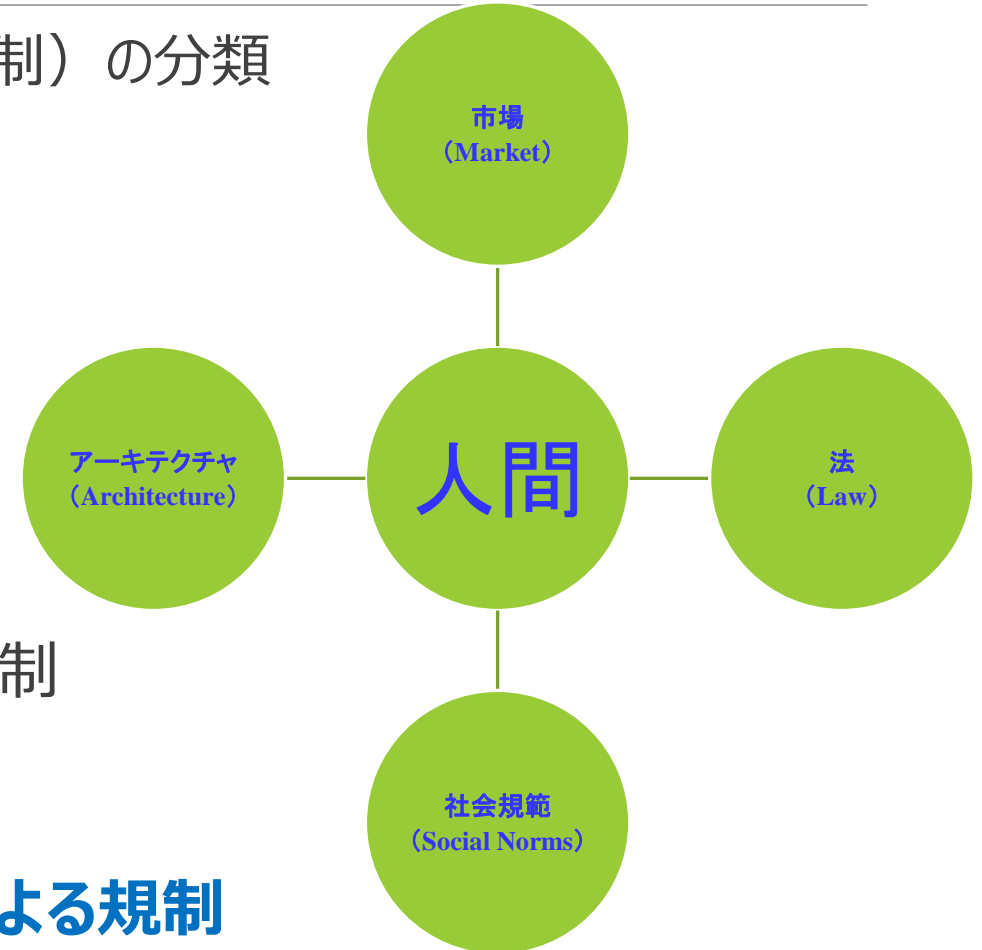 制）の分類
市場
（Market）
アーキテクチャ
（Architecture）
人間
法
（Law）
制
社会規範
（Social Norms）
よる規制